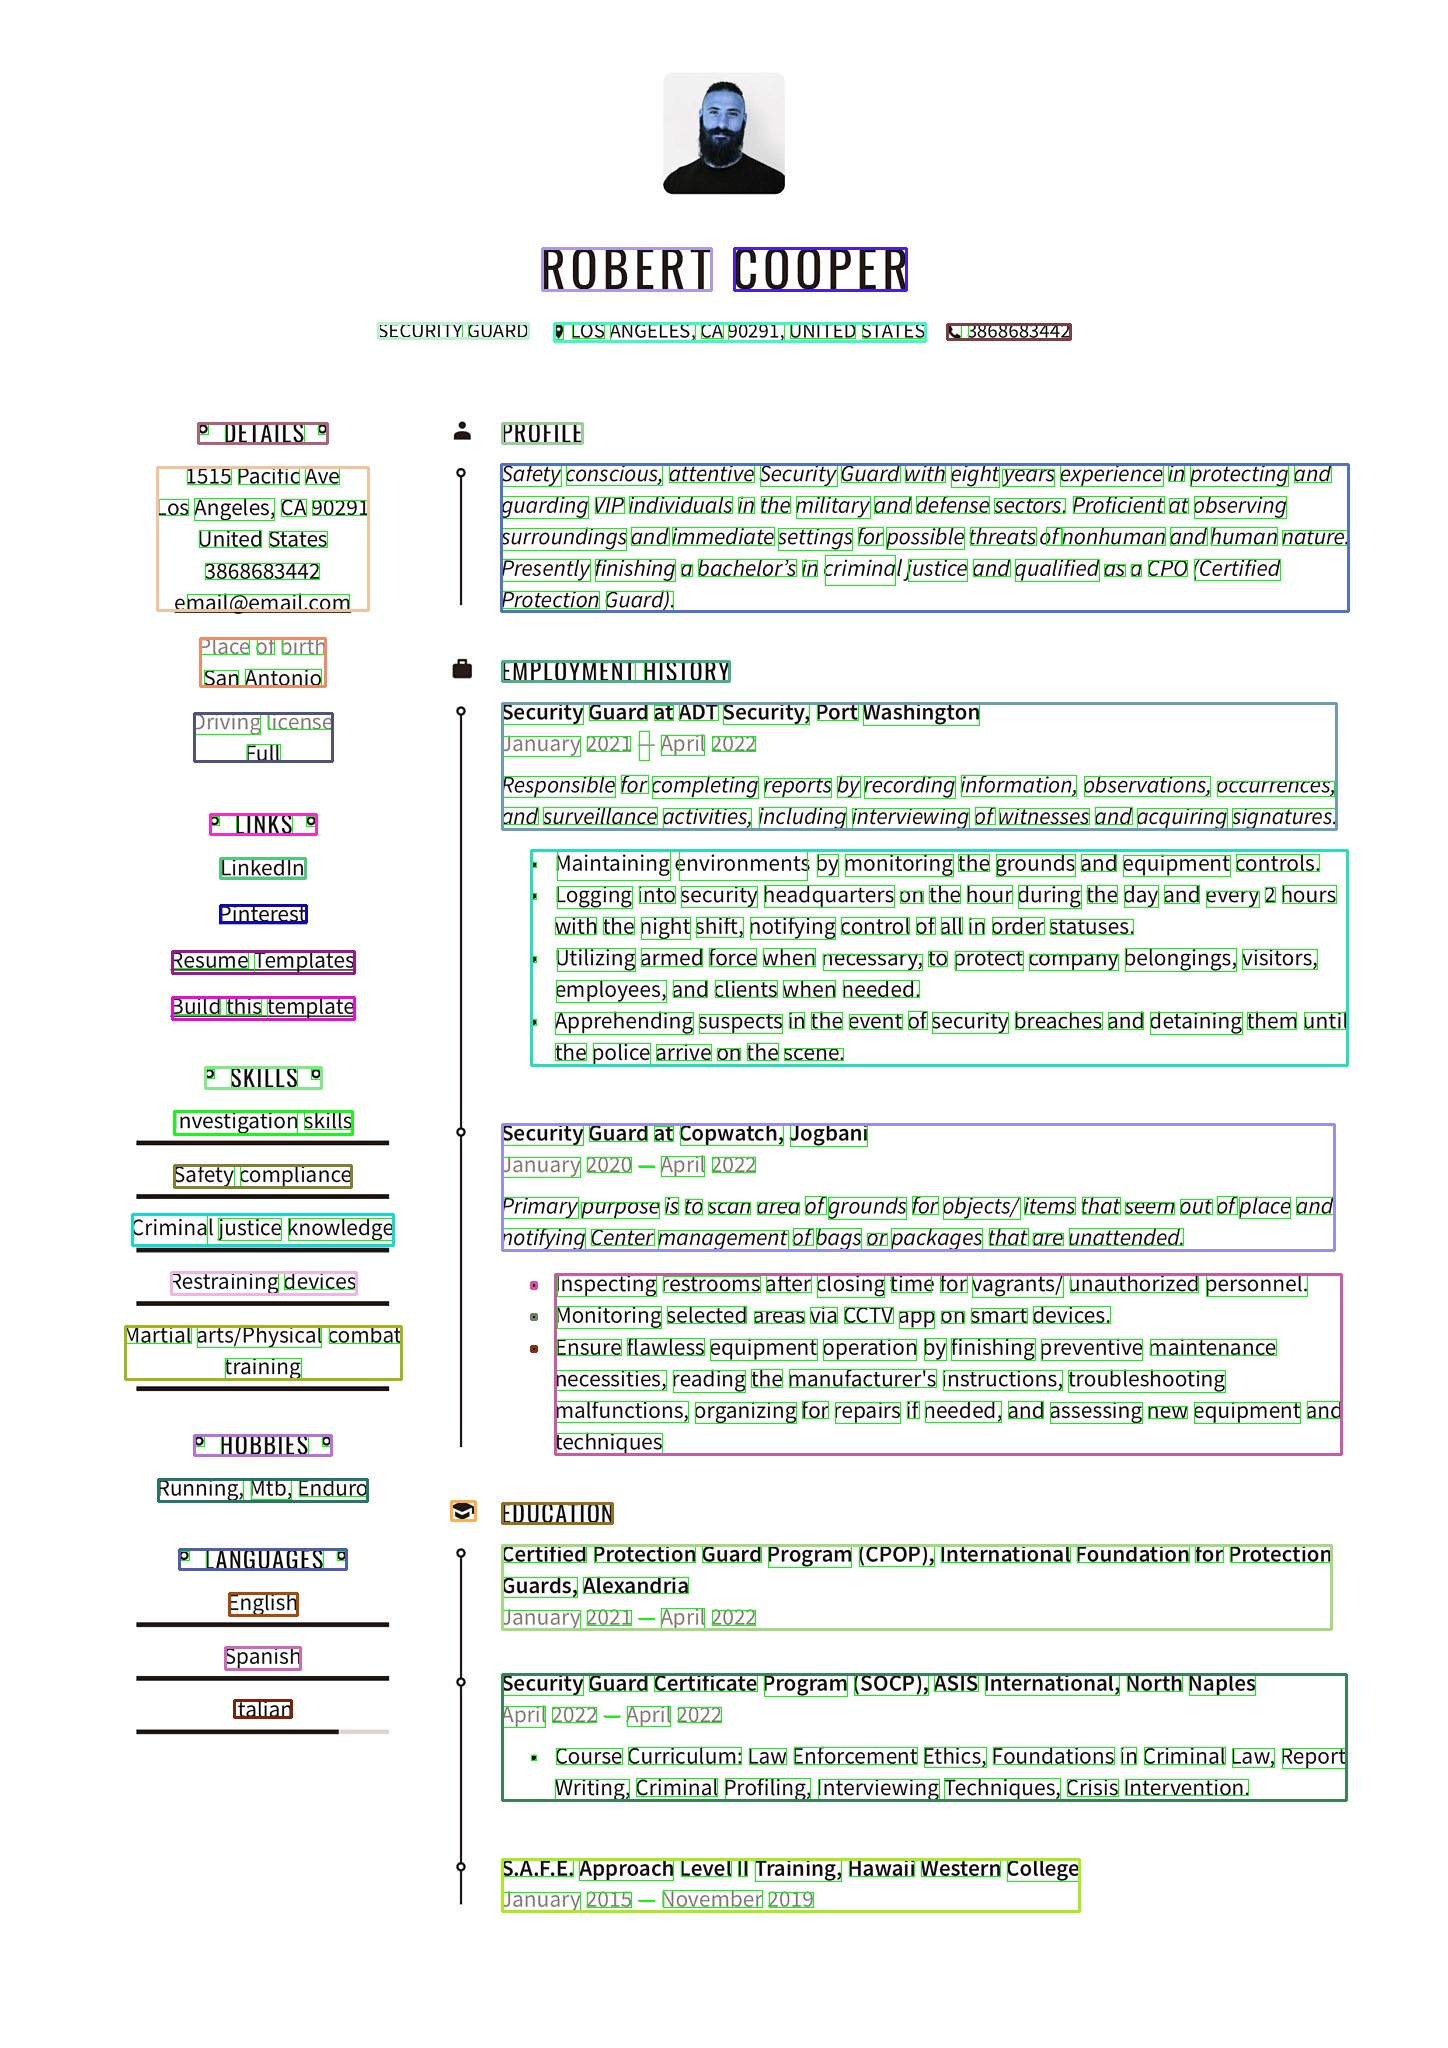 ROBERT COOPER
SECURITY GUARD LOS ANGELES, CA 90291, UNITED STATES 3868683442
DETAILS
1515 Pacific Ave
Los Angeles, CA 90291
United States
3868683442
email@email.com
Place of birth
San Antonio
Driving license
Full
LINKS
LinkedIn
Pinterest
Resume Templates
Build this template
SKILLS
Investigation skills
Safety compliance
Criminal justice knowledge
Restraining devices
Martial arts/Physical combat
training
HOBBIES
Running, Mtb, Enduro
LANGUAGES
English
Spanish
Italian
PROFILE
Safety conscious, attentive Security Guard with eight years experience in protecting and
guarding VIP individuals in the military and defense sectors. Proficient at observing
surroundings and immediate settings for possible threats of nonhuman and human nature.
Presently finishing a bachelor's in criminal justice and qualified as a CPO (Certified
Protection Guard).
EMPLOYMENT HISTORY
Security Guard at ADT Security, Port Washington
January 2021 — April 2022
Responsible for completing reports by recording information, observations, occurrences,
and surveillance activities, including interviewing of witnesses and acquiring signatures.
• Maintaining environments by monitoring the grounds and equipment controls.
• Logging into security headquarters on the hour during the day and every 2 hours
with the night shift, notifying control of all in order statuses.
• Utilizing armed force when necessary, to protect company belongings, visitors,
employees, and clients when needed.
• Apprehending suspects in the event of security breaches and detaining them until
the police arrive on the scene.
Security Guard at Copwatch, Jogbani
January 2020 — April 2022
Primary purpose is to scan area of grounds for objects/ items that seem out of place and
notifying Center management of bags or packages that are unattended.
• Inspecting restrooms after closing time for vagrants/ unauthorized personnel.
• Monitoring selected areas via CCTV app on smart devices.
• Ensure flawless equipment operation by finishing preventive maintenance
necessities, reading the manufacturer's instructions, troubleshooting
malfunctions, organizing for repairs if needed, and assessing new equipment and
techniques
EDUCATION
Certified Protection Guard Program (CPOP), International Foundation for Protection
Guards, Alexandria
January 2021 — April 2022
Security Guard Certificate Program (SOCP), ASIS International, North Naples
April 2022 — April 2022
• Course Curriculum: Law Enforcement Ethics, Foundations in Criminal Law, Report
Writing, Criminal Profiling, Interviewing Techniques, Crisis Intervention.
S.A.F.E. Approach Level II Training, Hawaii Western College
January 2015 — November 2019